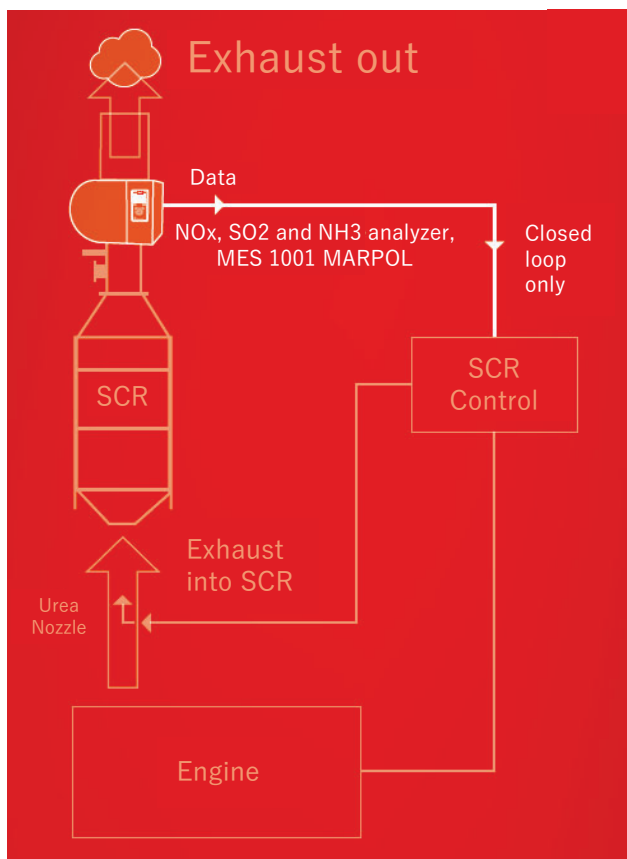 Exhaust out
Data
NOx, SO2 and NH3 analyzer,
MES 1001 MARPOL
Closed
loop
only
SCR
SCR
Control
Exhaust
into SCR
Urea
Nozzle
Engine